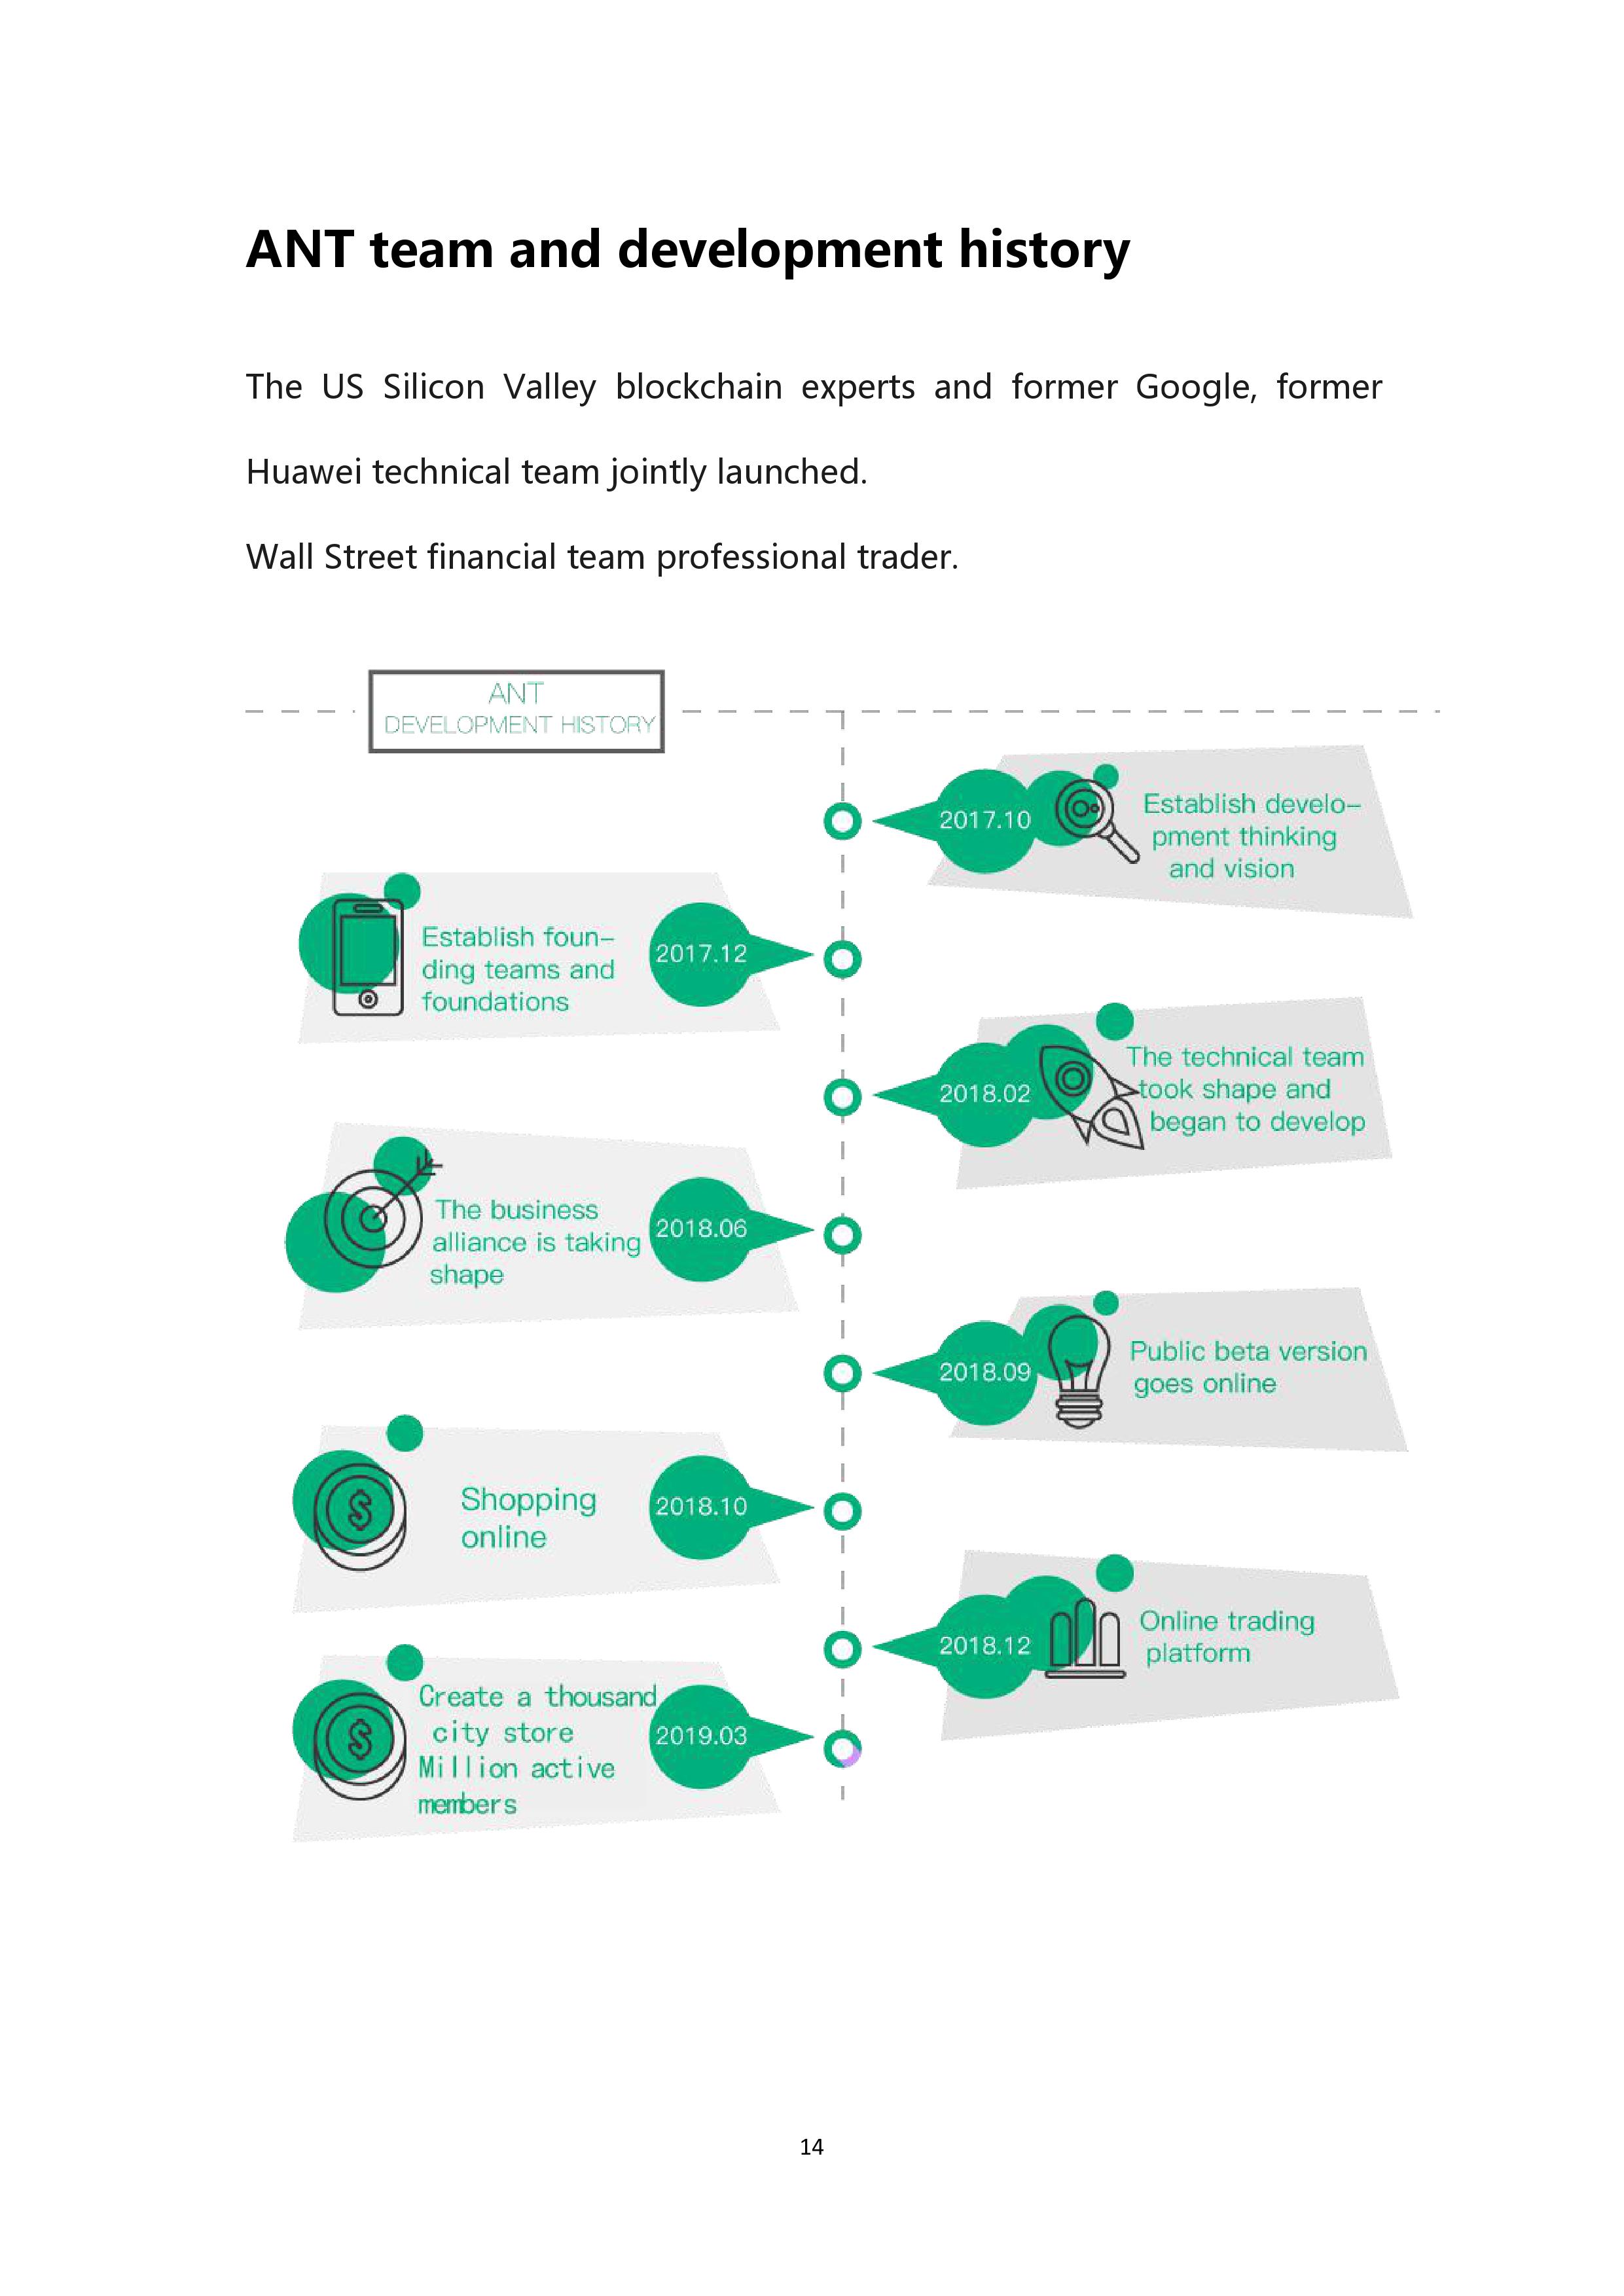 ANT team and development history
The US Silicon Valley blockchain experts and former Google, former
Huawei technical team jointly launched.
Wall Street financial team professional trader.
ANT
DEVELOPMENT HISTORY
2017.10
Establish develo-
pment thinking
and vision
Establish foun-
ding teams and
foundations
2017.12
2018.02
The technical team
took shape and
began to develop
The business
alliance is taking
shape
2018.06
2018.09
Public beta version
goes online
Shopping
online
2018.10
2018.12
Online trading
platform
Create a thousand
city store
Million active
members
2019.03
14